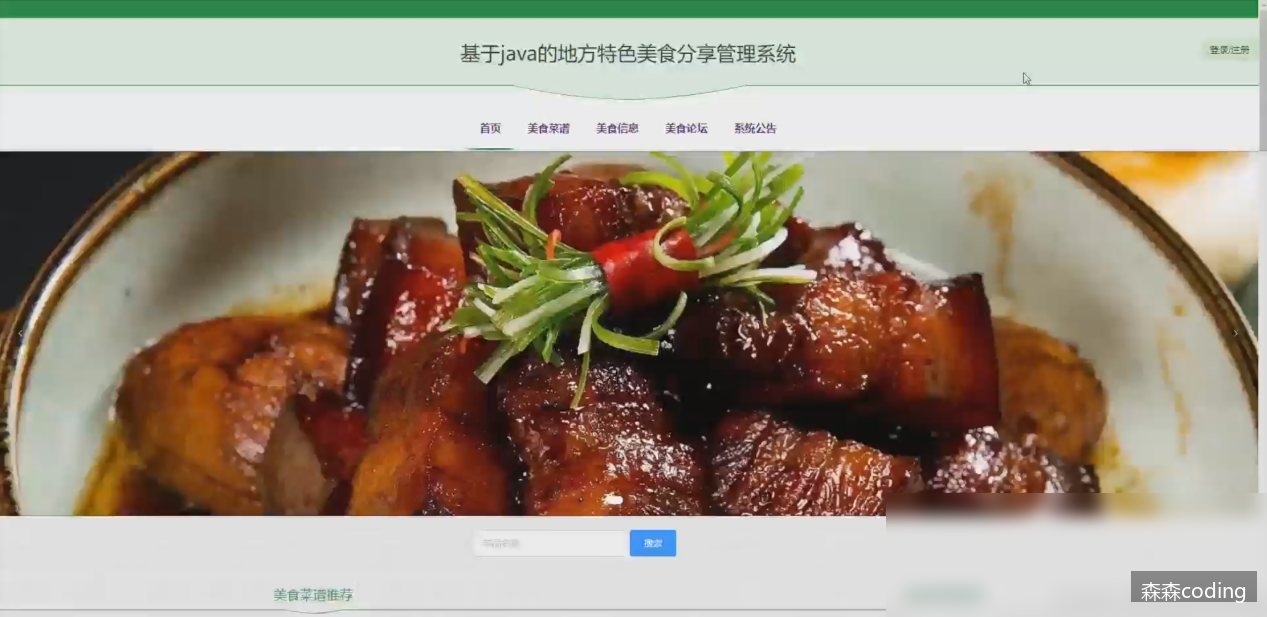 基于java的地方特色美食分享管理系统
登录/注册
首页 美食菜谱 美食信息 美食论坛 系统公告
搜索
美食菜谱推荐
森森coding